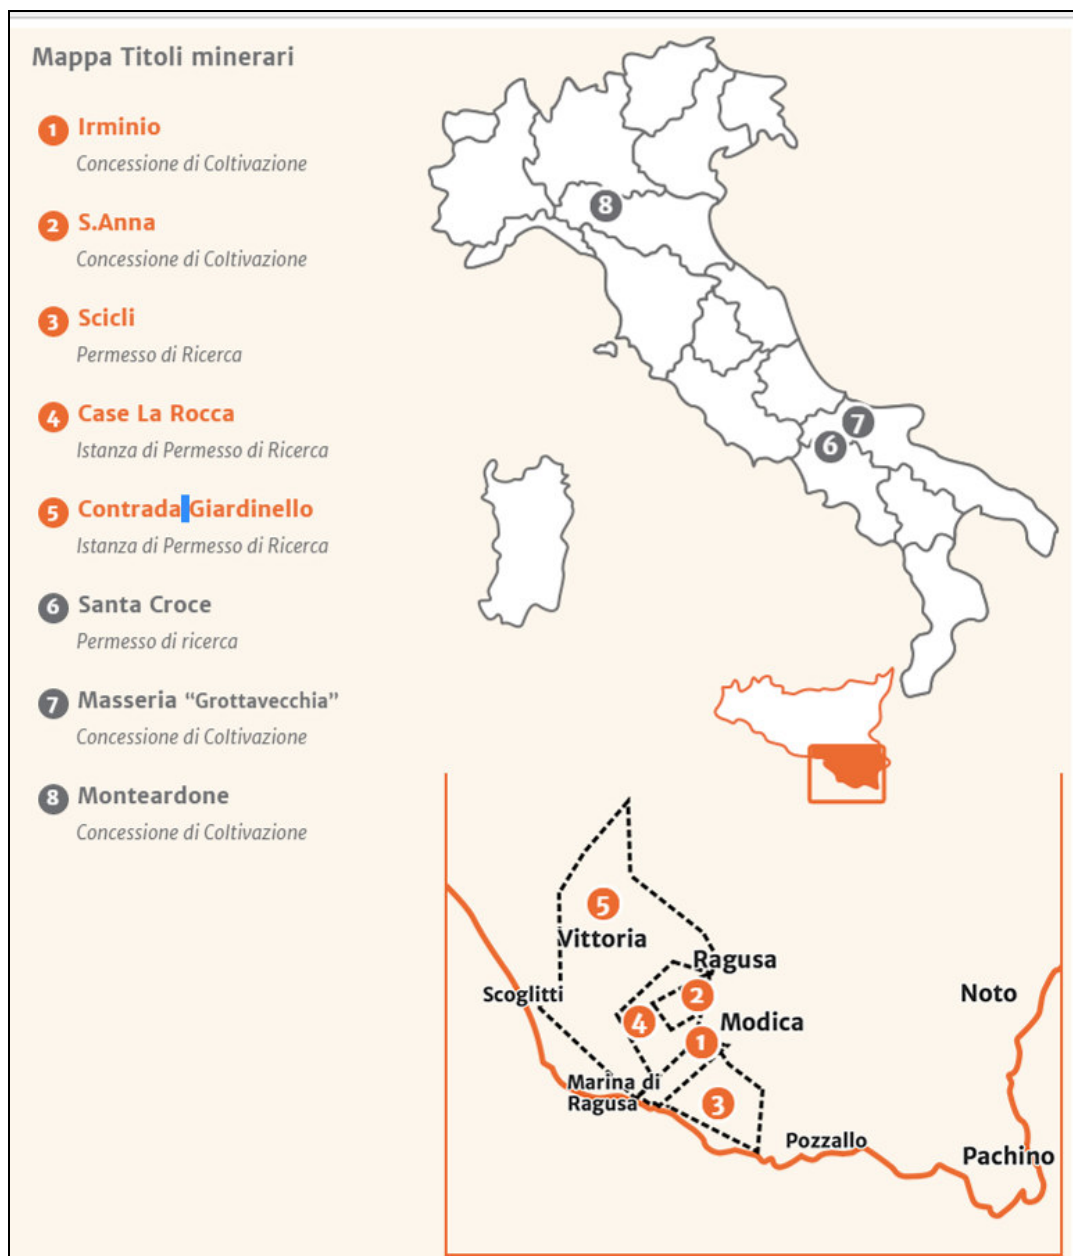 Mappa Titoli minerari
1 Irminio
Concessione di Coltivazione
2 S.Anna
Concessione di Coltivazione
3 Scicli
Permesso di Ricerca
4 Case La Rocca
Istanza di Permesso di Ricerca
5 Contrada Giardinello
Istanza di Permesso di Ricerca
6 Santa Croce
Permesso di ricerca
7 Masseria “Grottavecchia”
Concessione di Coltivazione
8 Monteardone
Concessione di Coltivazione
8
7
6
5
Vittoria
Ragusa
Scoglitti
2
Noto
4
Modica
1
Marina di
Ragusa
3
Pozzallo
Pachino